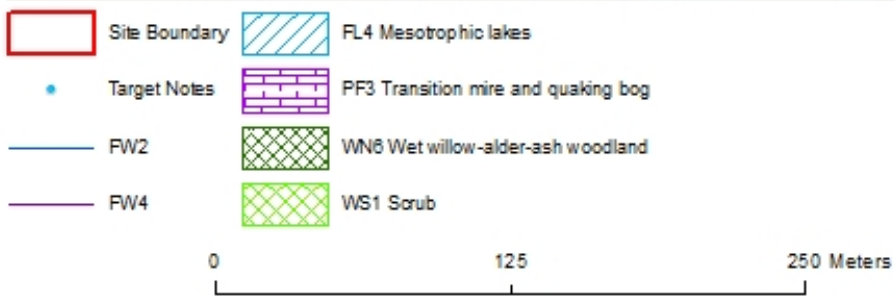 Site Boundary FL4 Mesotrophic lakes
Target Notes PF3 Transition mire and quaking bog
FW2 WN6 Wet willow-alder-ash woodland
FW4 WS1 Scrub
0 125 250 Meters